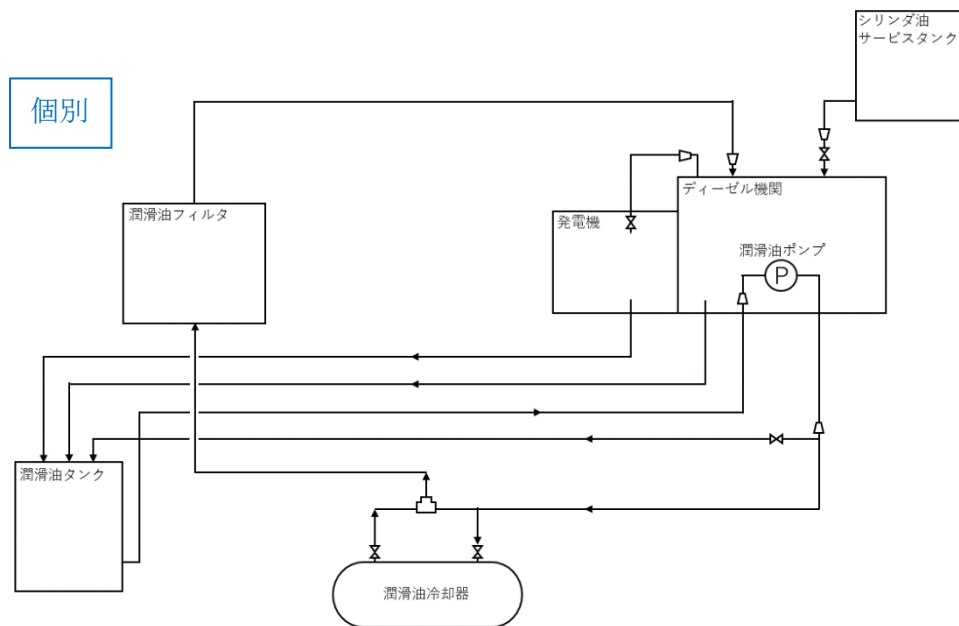 シリンダ油
サービスタンク
個別
ディーゼル機関
潤滑油フィルタ
発電機
潤滑油ポンプ
P
潤滑油タンク
潤滑油冷却器